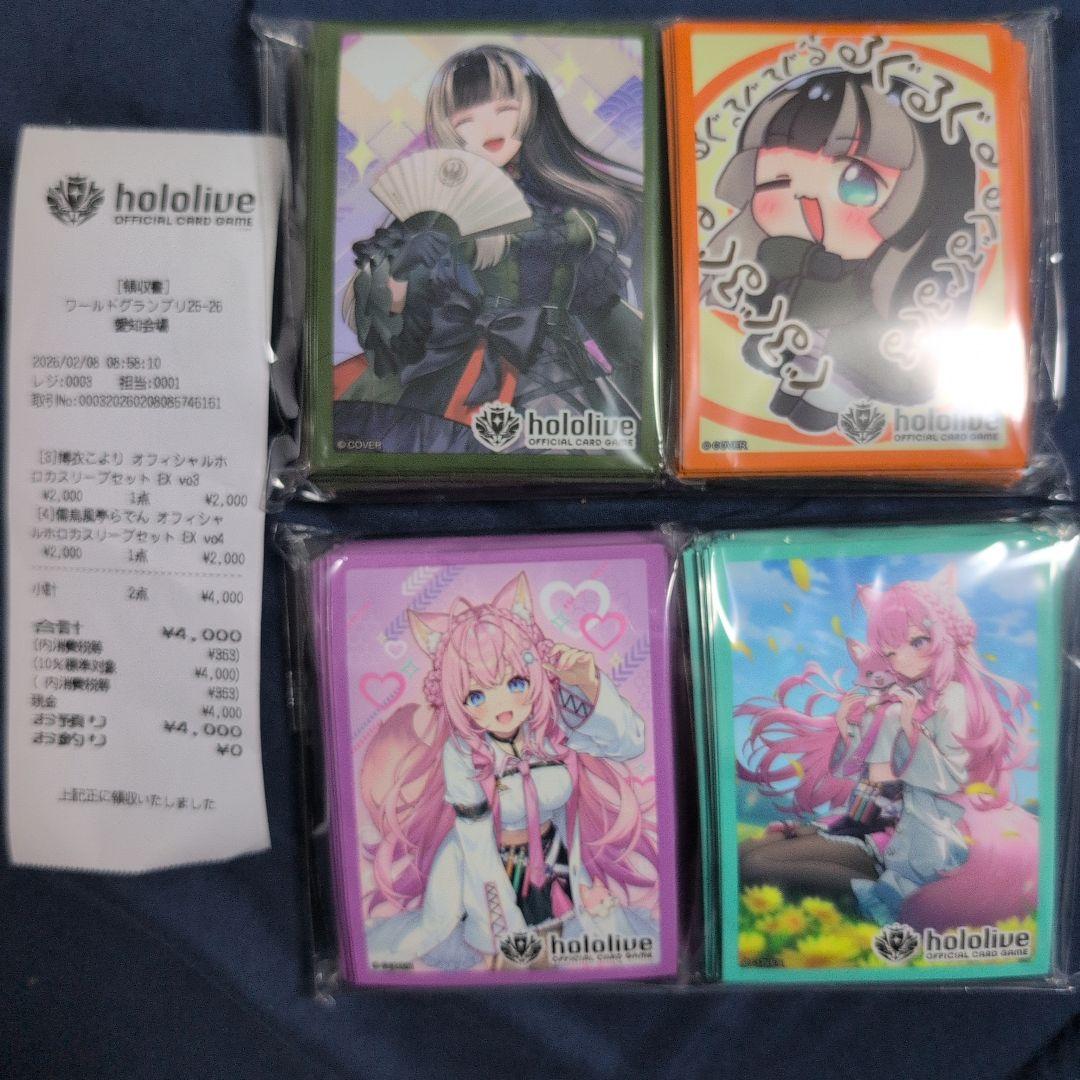 hololive
OFFICIAL CARD GAME
[領収書]
ワールドグランプリ25-26
愛知会場
2026/02/08 08:58:10
レジ:0003 担当:0001
取引No:000320260208085746161
[3]博衣こより オフィシャルホ
ロカスリーブセット EX vo3
¥2,000 1点 ¥2,000
[4]儒烏風亭らでん オフィシャ
ルホロカスリーブセット EX vo4
¥2,000 1点 ¥2,000
小計 2点 ¥4,000
合計 ¥4,000
(内消費税等 ¥363)
(10%標準対象 ¥4,000)
(内消費税等 ¥363)
現金 ¥4,000
お預り ¥4,000
お釣り ¥0
上記正に領収いたしました
© COVER
hololive
OFFICIAL CARD GAME
© COVER
hololive
OFFICIAL CARD GAME
hololive
OFFICIAL CARD GAME
hololive
OFFICIAL CARD GAME